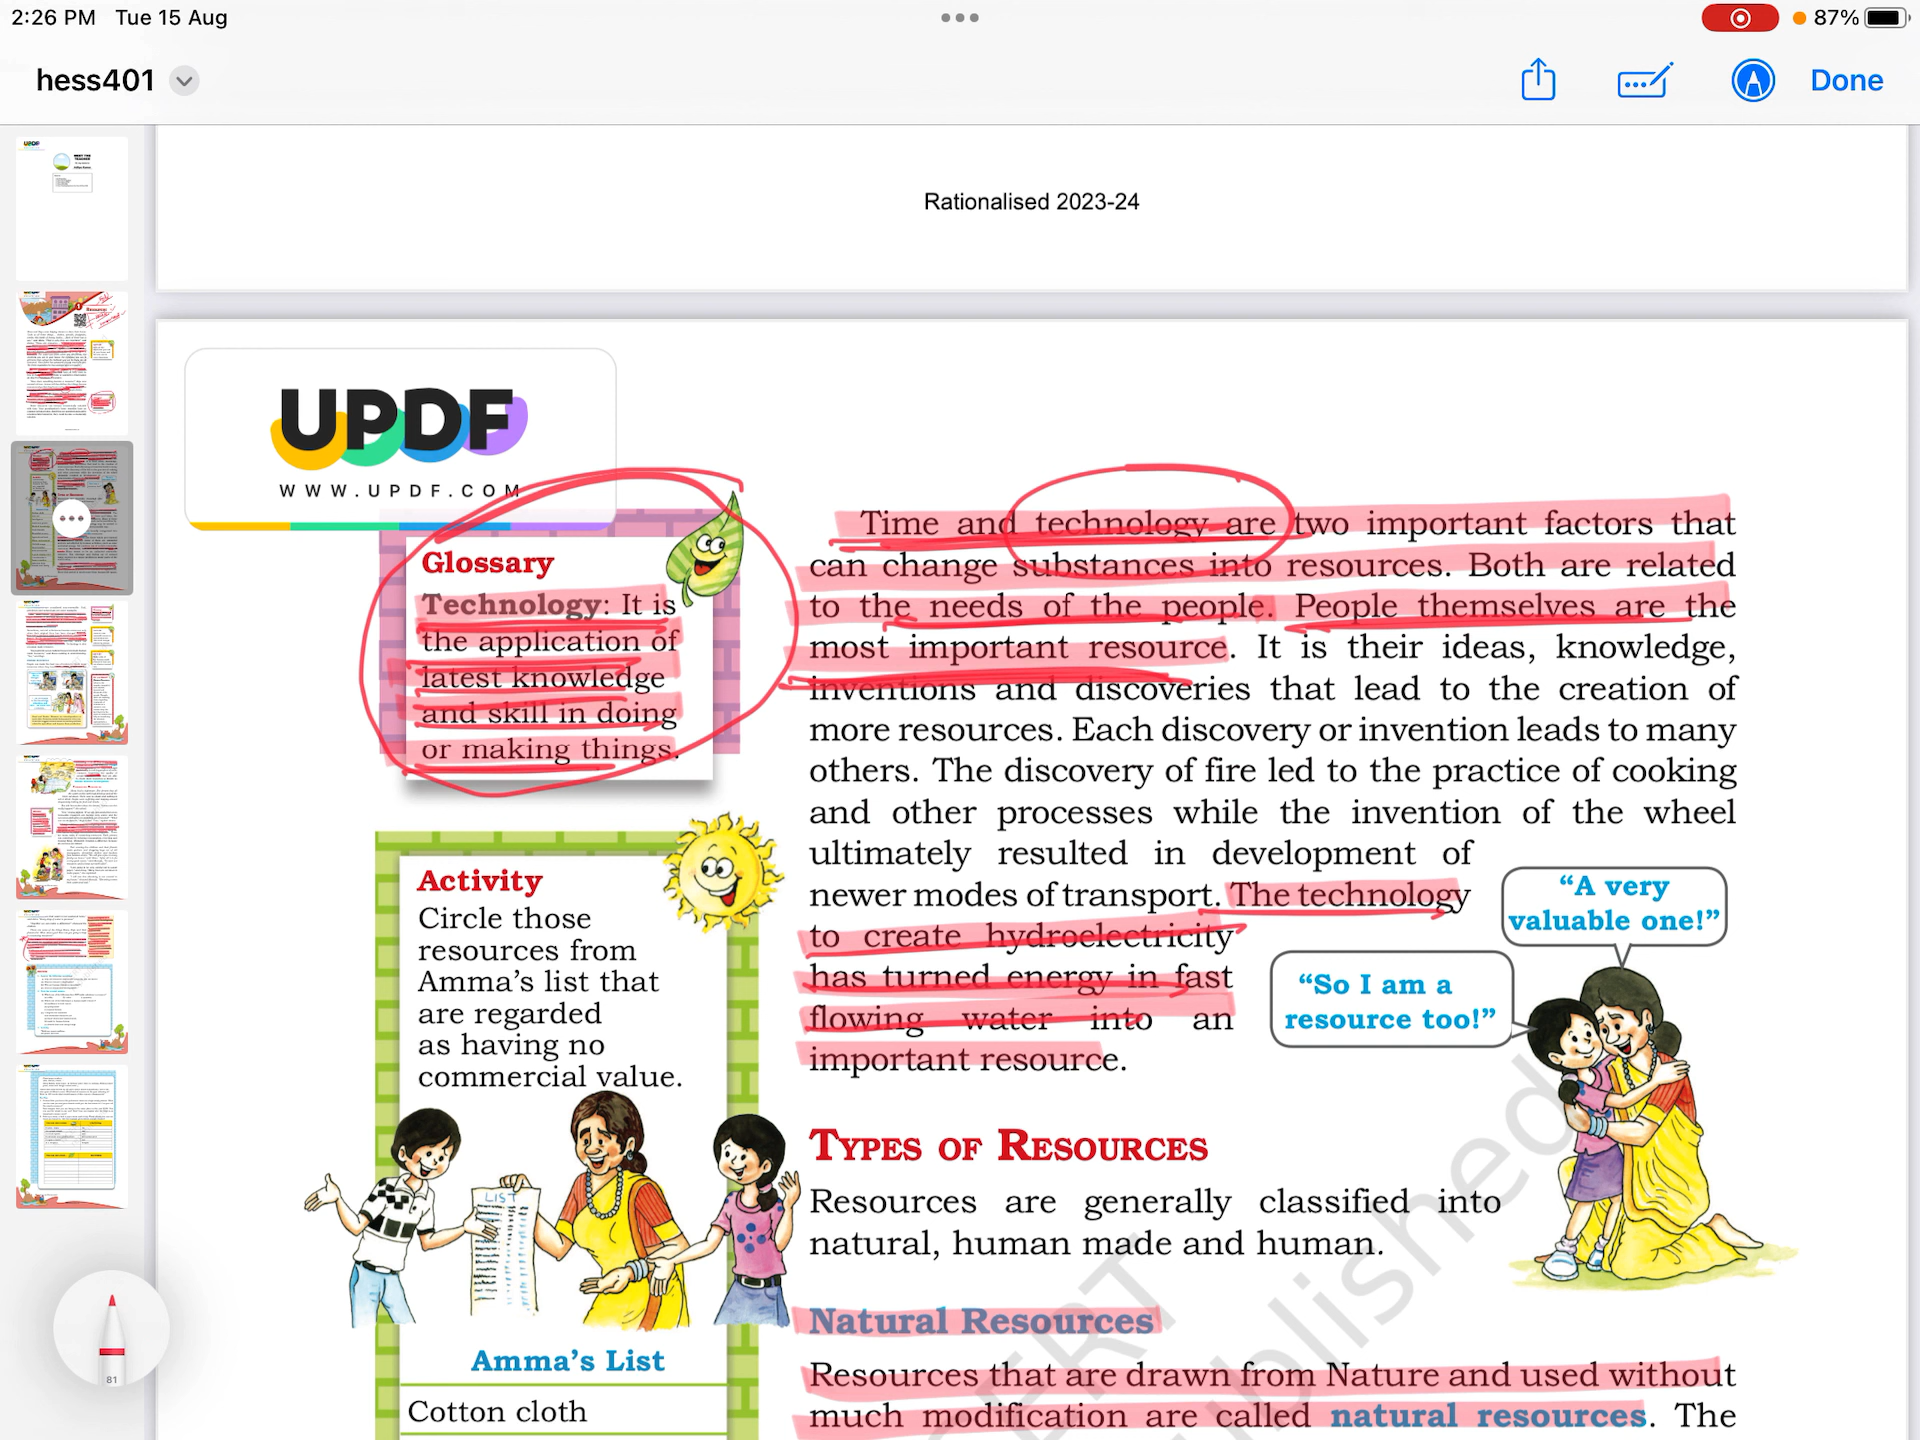 2:26 PM Tue 15 Aug
87%
hess401
Done
Rationalised 2023-24
UPDF
WWW.UPDF.COM
Glossary
Technology: It is
the application of
latest knowledge
and skill in doing
or making things.
Time and technology are two important factors that
can change substances into resources. Both are related
to the needs of the people. People themselves are the
most important resource. It is their ideas, knowledge,
inventions and discoveries that lead to the creation of
more resources. Each discovery or invention leads to many
others. The discovery of fire led to the practice of cooking
and other processes while the invention of the wheel
ultimately resulted in development of
newer modes of transport. The technology
to create hydroelectricity
has turned energy in fast
flowing water into an
important resource.
"A very
valuable one!"
"So I am a
resource too!"
Activity
Circle those
resources from
Amma's list that
are regarded
as having no
commercial value.
LIST
Amma's List
Cotton cloth
TYPES OF RESOURCES
Resources are generally classified into
natural, human made and human.
Natural Resources
Resources that are drawn from Nature and used without
much modification are called natural resources. The
81